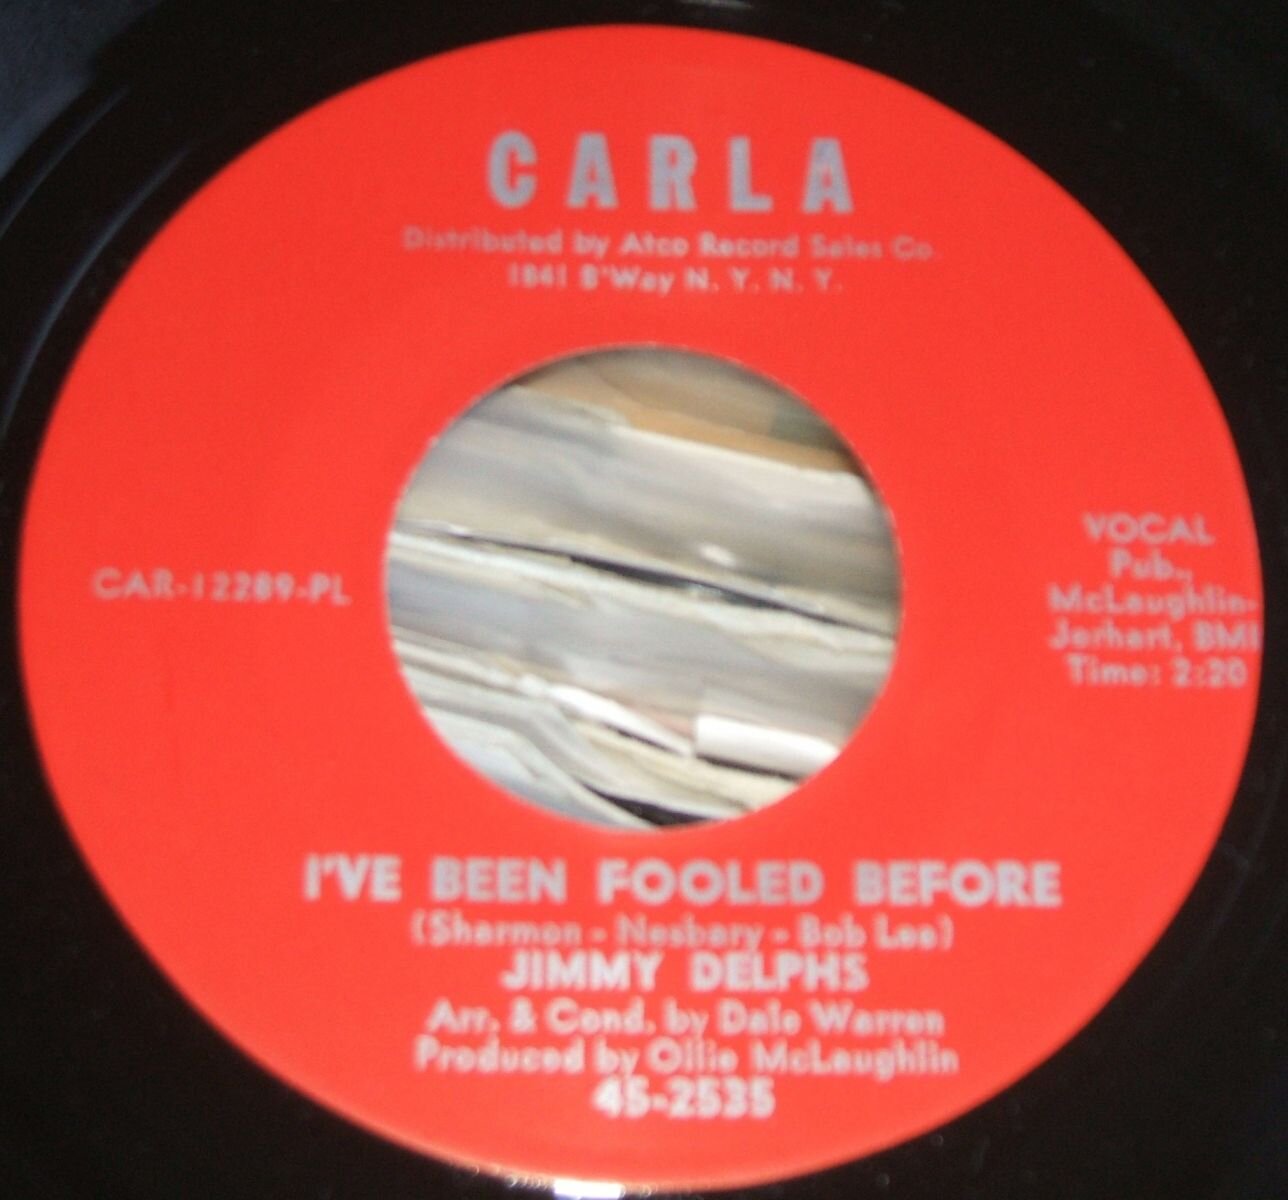 CARLA
Distributed by Atco Record Sales Co.
1841 B'Way N. Y. N. Y.
CAR-12289-PL
VOCAL
Pub.,
McLaughlin-
Jarhart, BMI
Time: 2:20
I'VE BEEN FOOLED BEFORE
(Sharmon - Nesbary - Bob Lee)
JIMMY DELPHS
Arr. & Cond. by Dale Warren
Produced by Ollie McLaughlin
45-2535